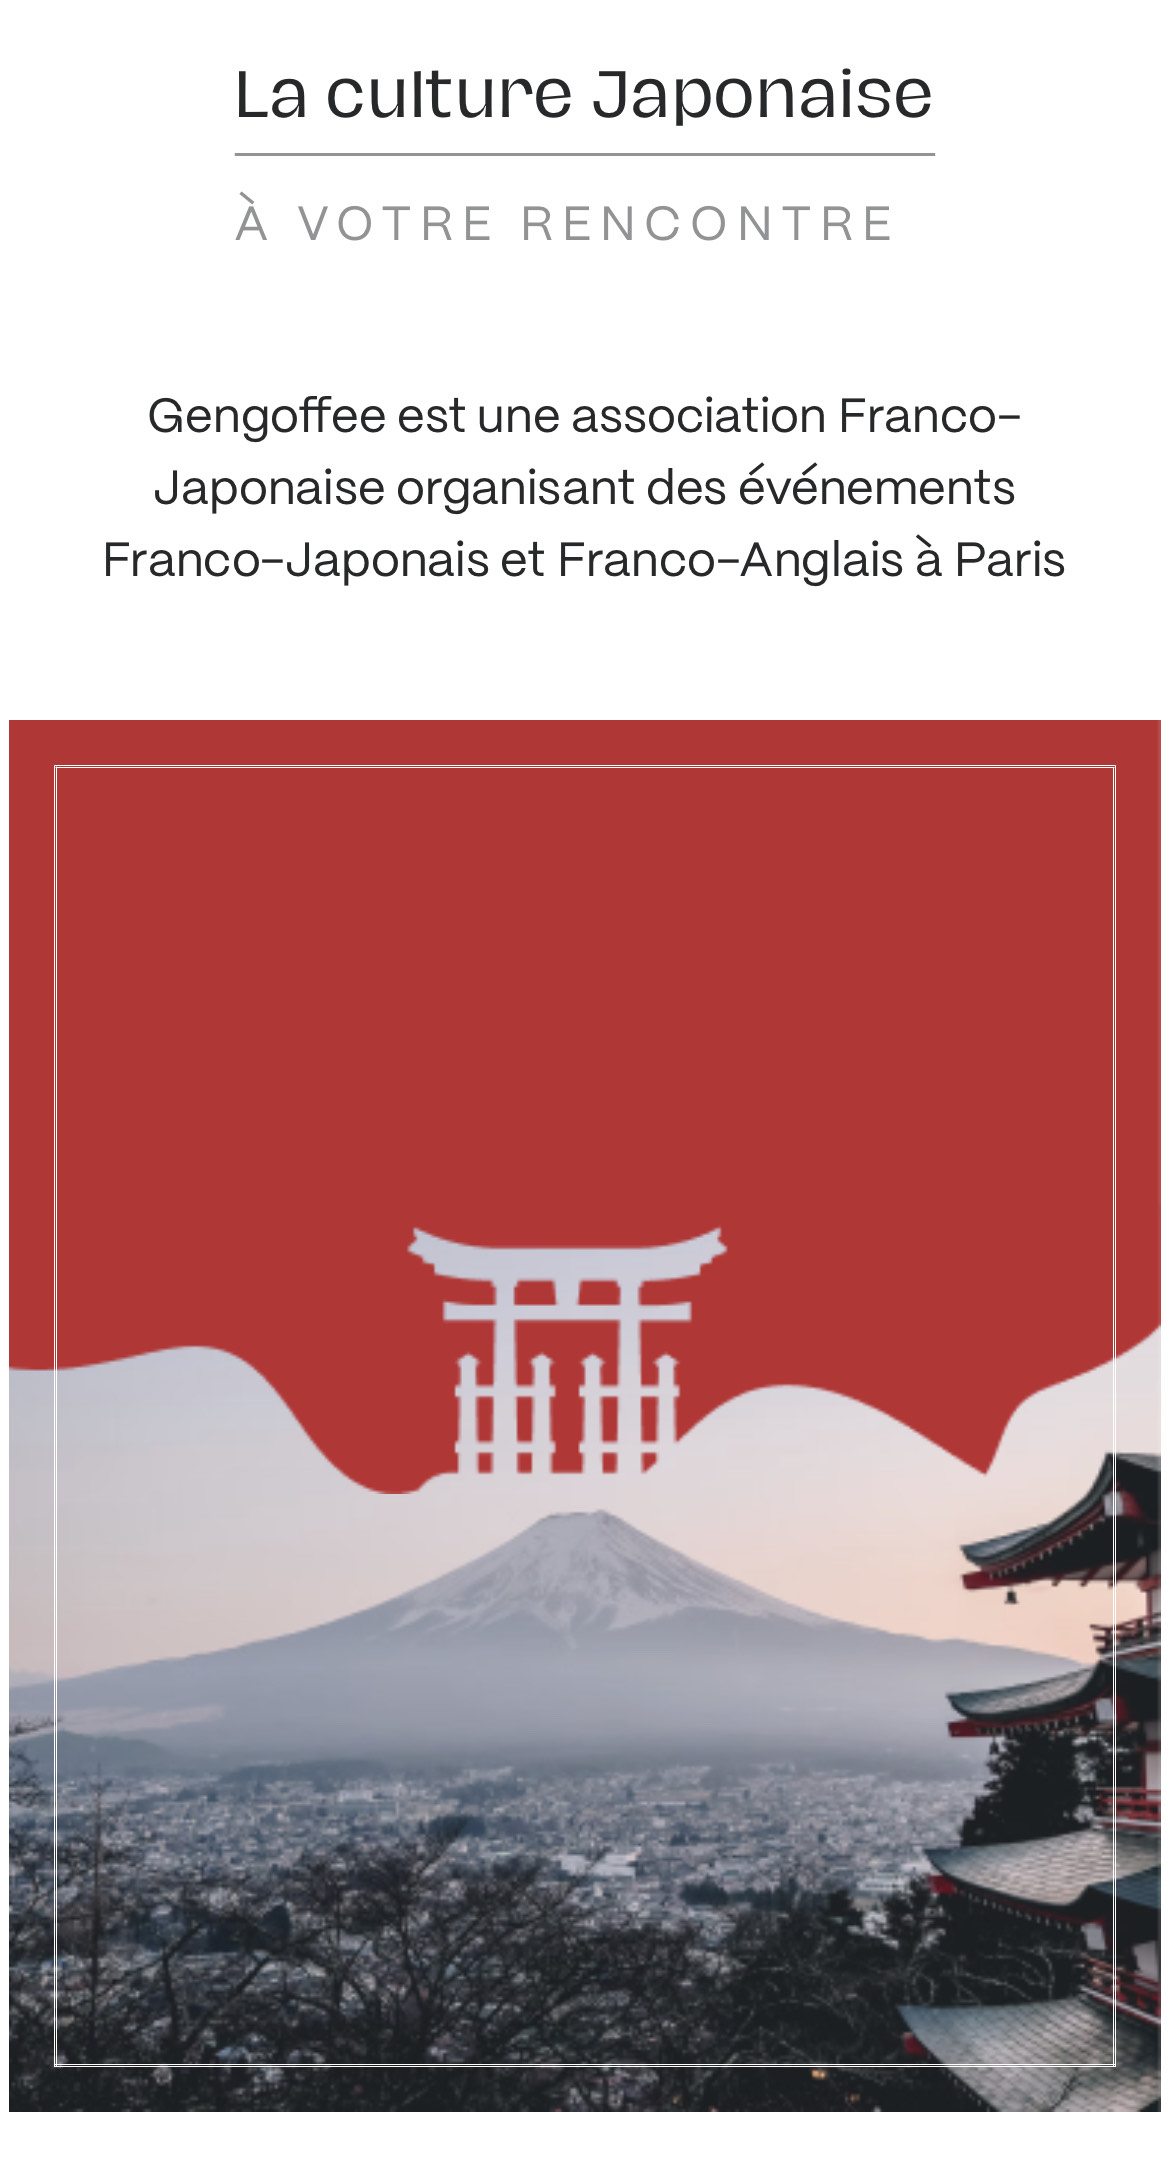 La culture Japonaise
À VOTRE RENCONTRE
Gengoffee est une association Franco-
Japonaise organisant des événements
Franco-Japonais et Franco-Anglais à Paris